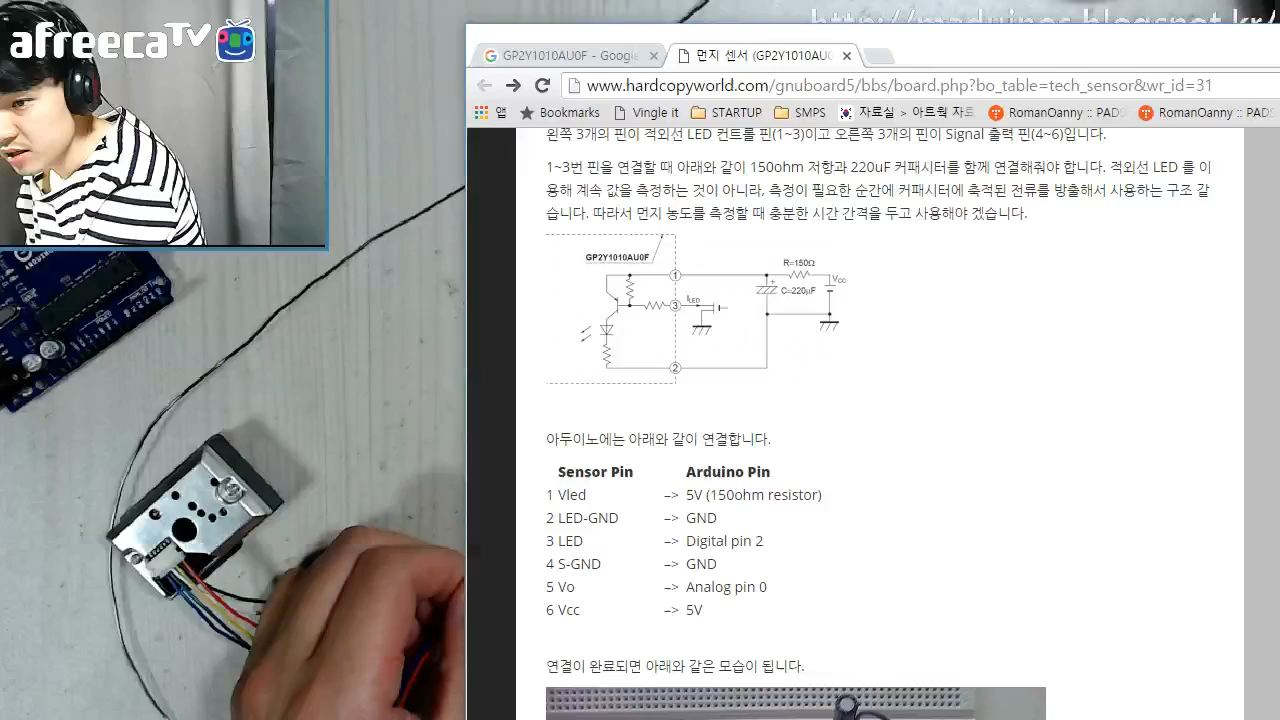 afreecaTV
http://maduinos.blogspot.kr/
GP2Y1010AU0F - Google
먼지 센서 (GP2Y1010AU0
www.hardcopyworld.com/gnuboard5/bbs/board.php?bo_table=tech_sensor&wr_id=31
앱
Bookmarks
Vingle it
STARTUP
SMPS
자료실 :: 아트웍 자트
RomanOanny :: PADS
RomanOanny :: PADS
왼쪽 3개의 핀이 적외선 LED 컨트롤 핀(1~3)이고 오른쪽 3개의 핀이 Signal 출력 핀(4~6)입니다.
1~3번 핀을 연결할 때 아래와 같이 150ohm 저항과 220uF 커패시터를 함께 연결해줘야 합니다. 적외선 LED 를 이
용해 계속 값을 측정하는 것이 아니라, 측정이 필요한 순간에 커패시터에 축적된 전류를 방출해서 사용하는 구조 같
습니다. 따라서 먼지 농도를 측정할 때 충분한 시간 간격을 두고 사용해야 겠습니다.
GP2Y1010AU0F
1
R=150Ω
VCC
C=220μF
3
ILED
2
아두이노에는 아래와 같이 연결합니다.
Sensor Pin Arduino Pin
1 Vled –> 5V (150ohm resistor)
2 LED-GND –> GND
3 LED –> Digital pin 2
4 S-GND –> GND
5 Vo –> Analog pin 0
6 Vcc –> 5V
연결이 완료되면 아래와 같은 모습이 됩니다.